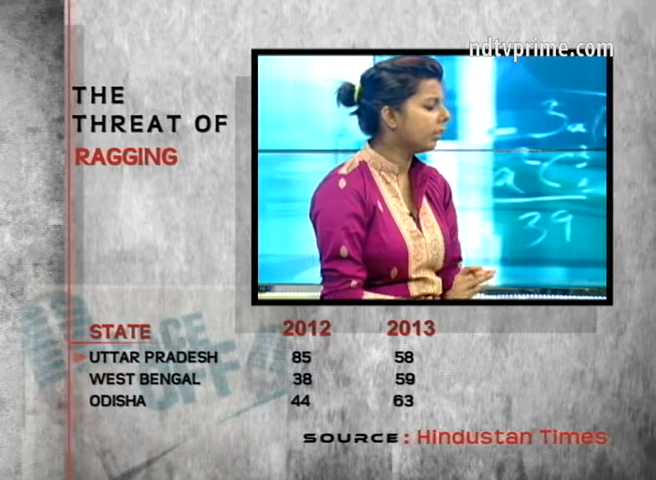 ndtvprime.com
THE
THREAT OF
RAGGING
39
STATE 2012 2013
UTTAR PRADESH 85 58
WEST BENGAL 38 59
ODISHA 44 63
SOURCE: Hindustan Times